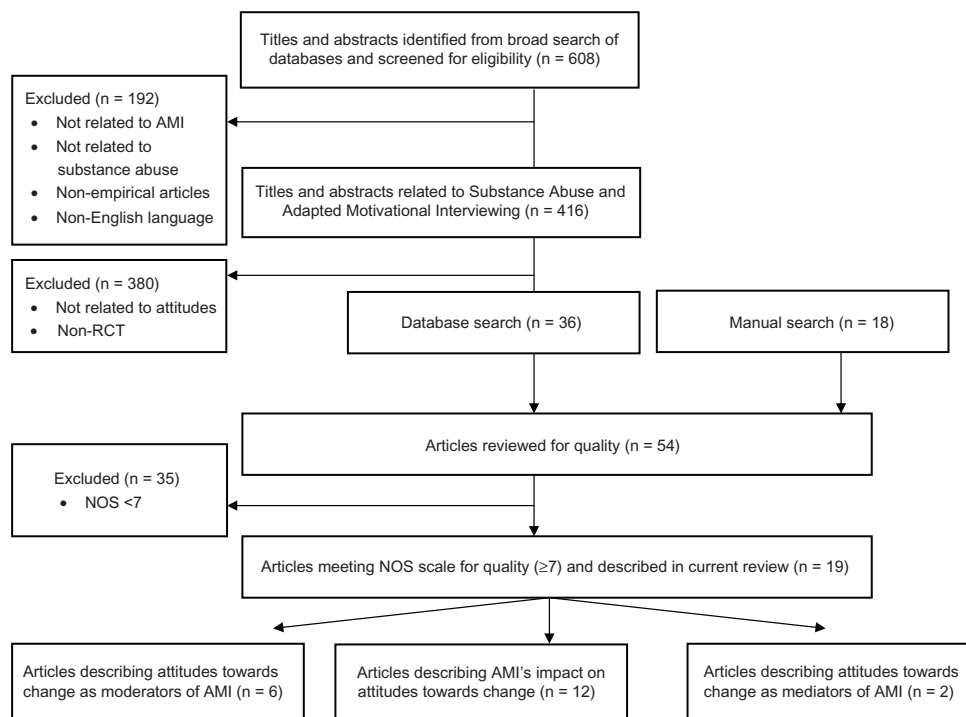 Titles and abstracts identified from broad search of
databases and screened for eligibility (n = 608)
Excluded (n = 192)
• Not related to AMI
• Not related to
substance abuse
• Non-empirical articles
• Non-English language
Titles and abstracts related to Substance Abuse and
Adapted Motivational Interviewing (n = 416)
Excluded (n = 380)
• Not related to attitudes
• Non-RCT
Database search (n = 36)
Manual search (n = 18)
Articles reviewed for quality (n = 54)
Excluded (n = 35)
• NOS <7
Articles meeting NOS scale for quality (≥7) and described in current review (n = 19)
Articles describing attitudes towards
change as moderators of AMI (n = 6)
Articles describing AMI's impact on
attitudes towards change (n = 12)
Articles describing attitudes towards
change as mediators of AMI (n = 2)